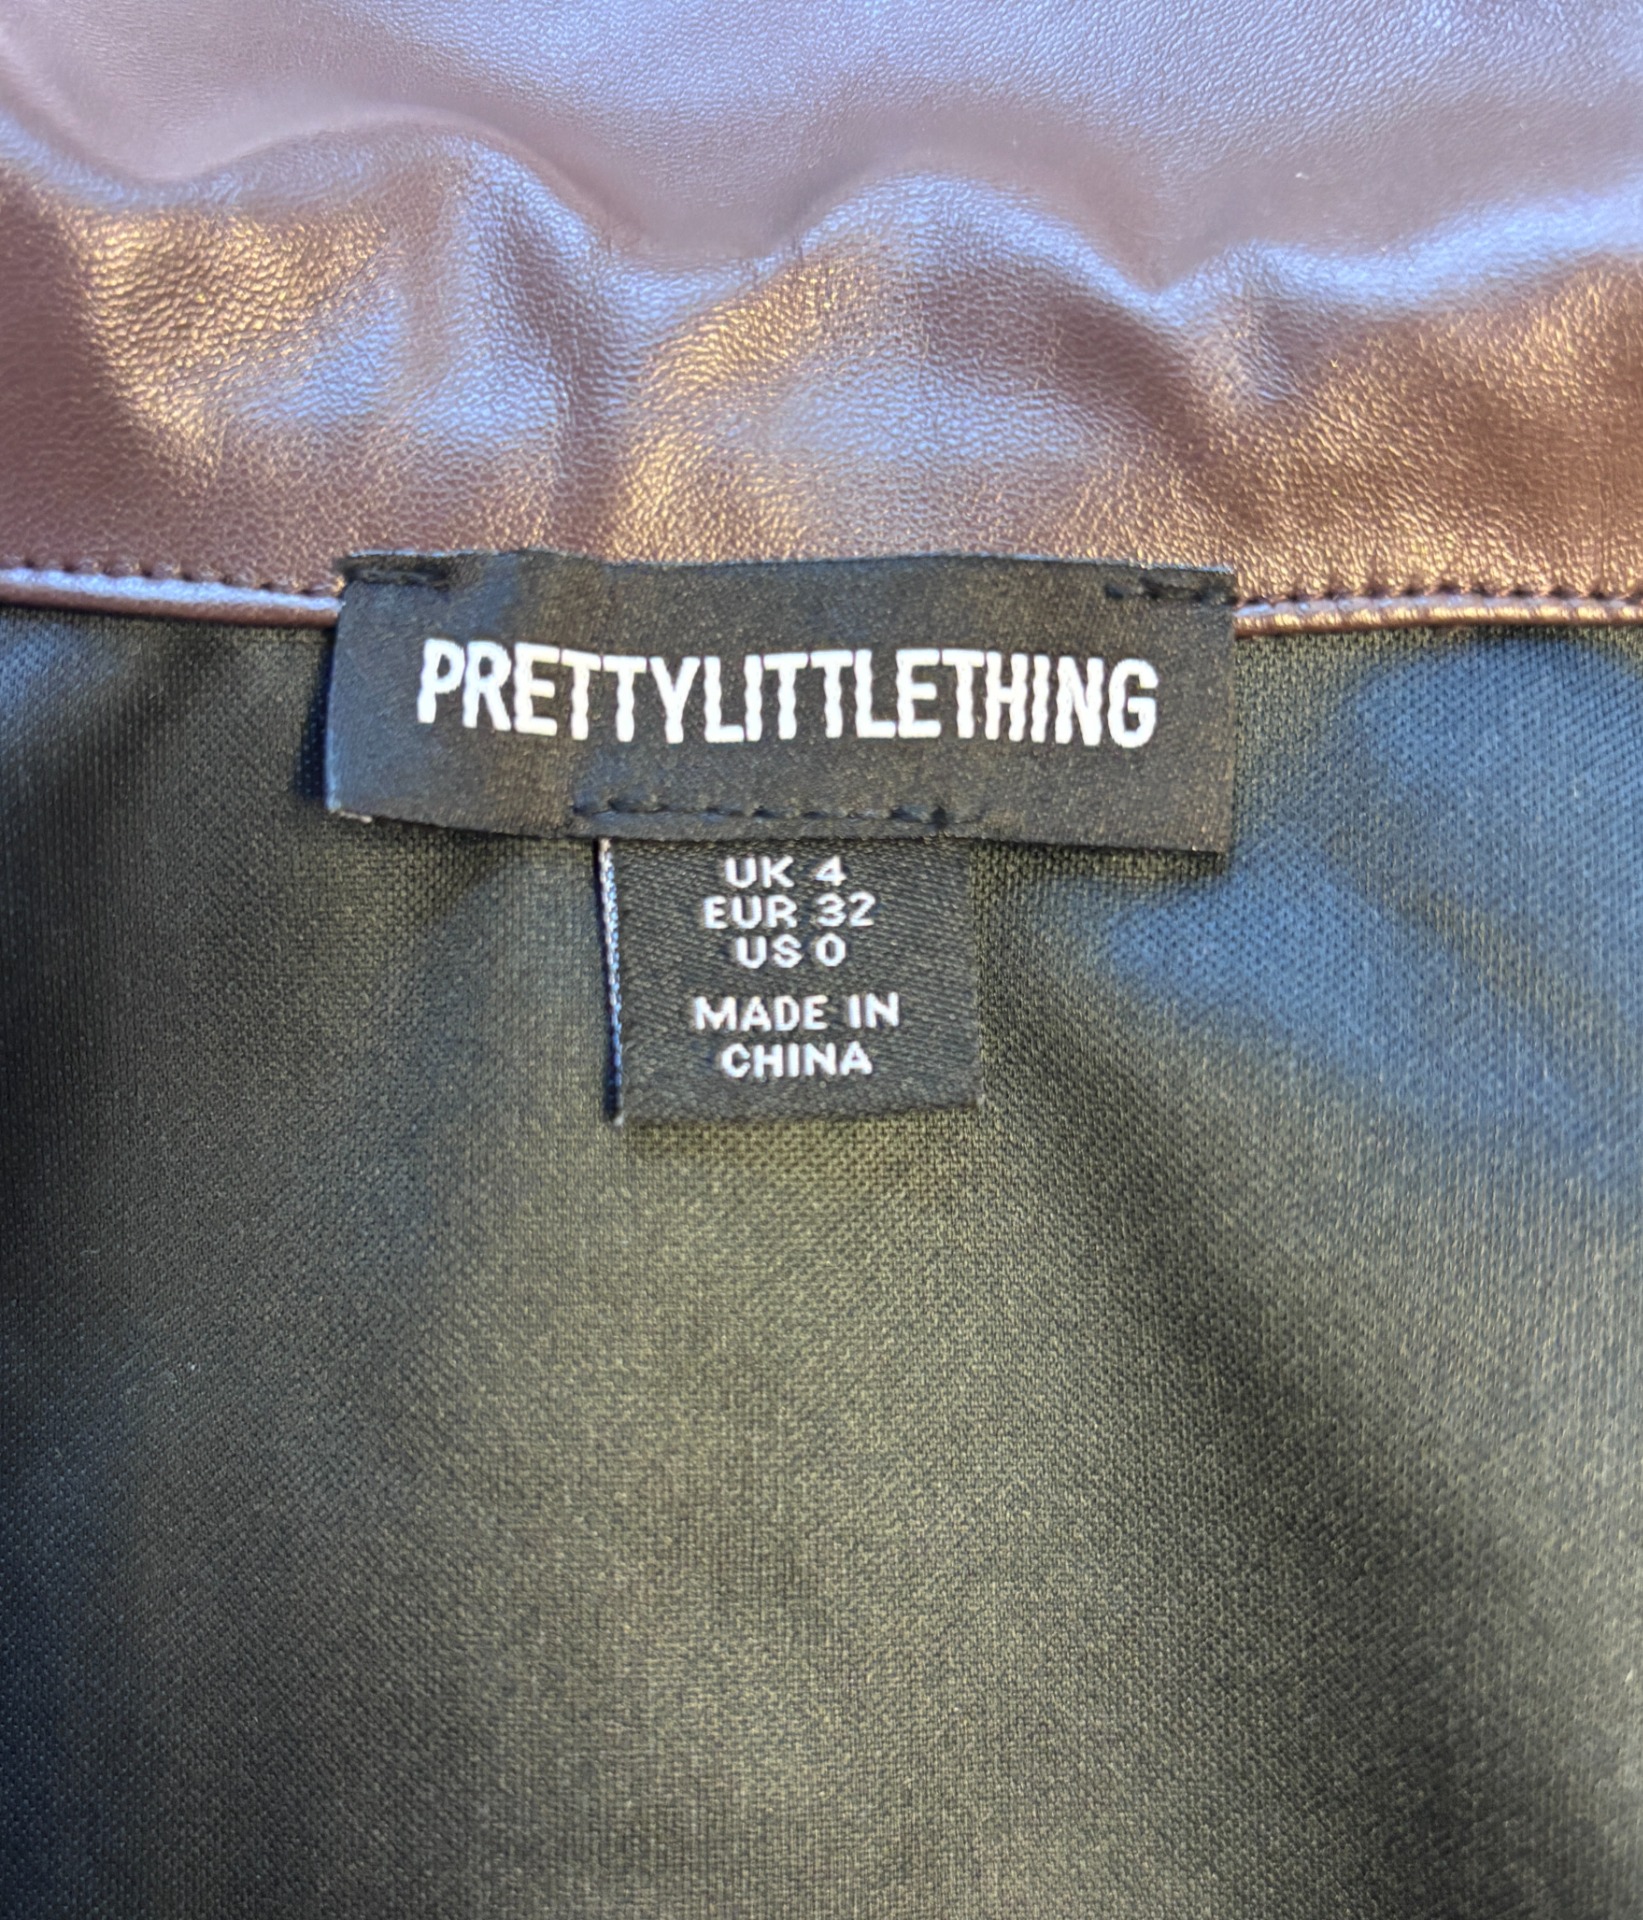 PRETTYLITTLETHING
UK 4
EUR 32
US 0
MADE IN
CHINA